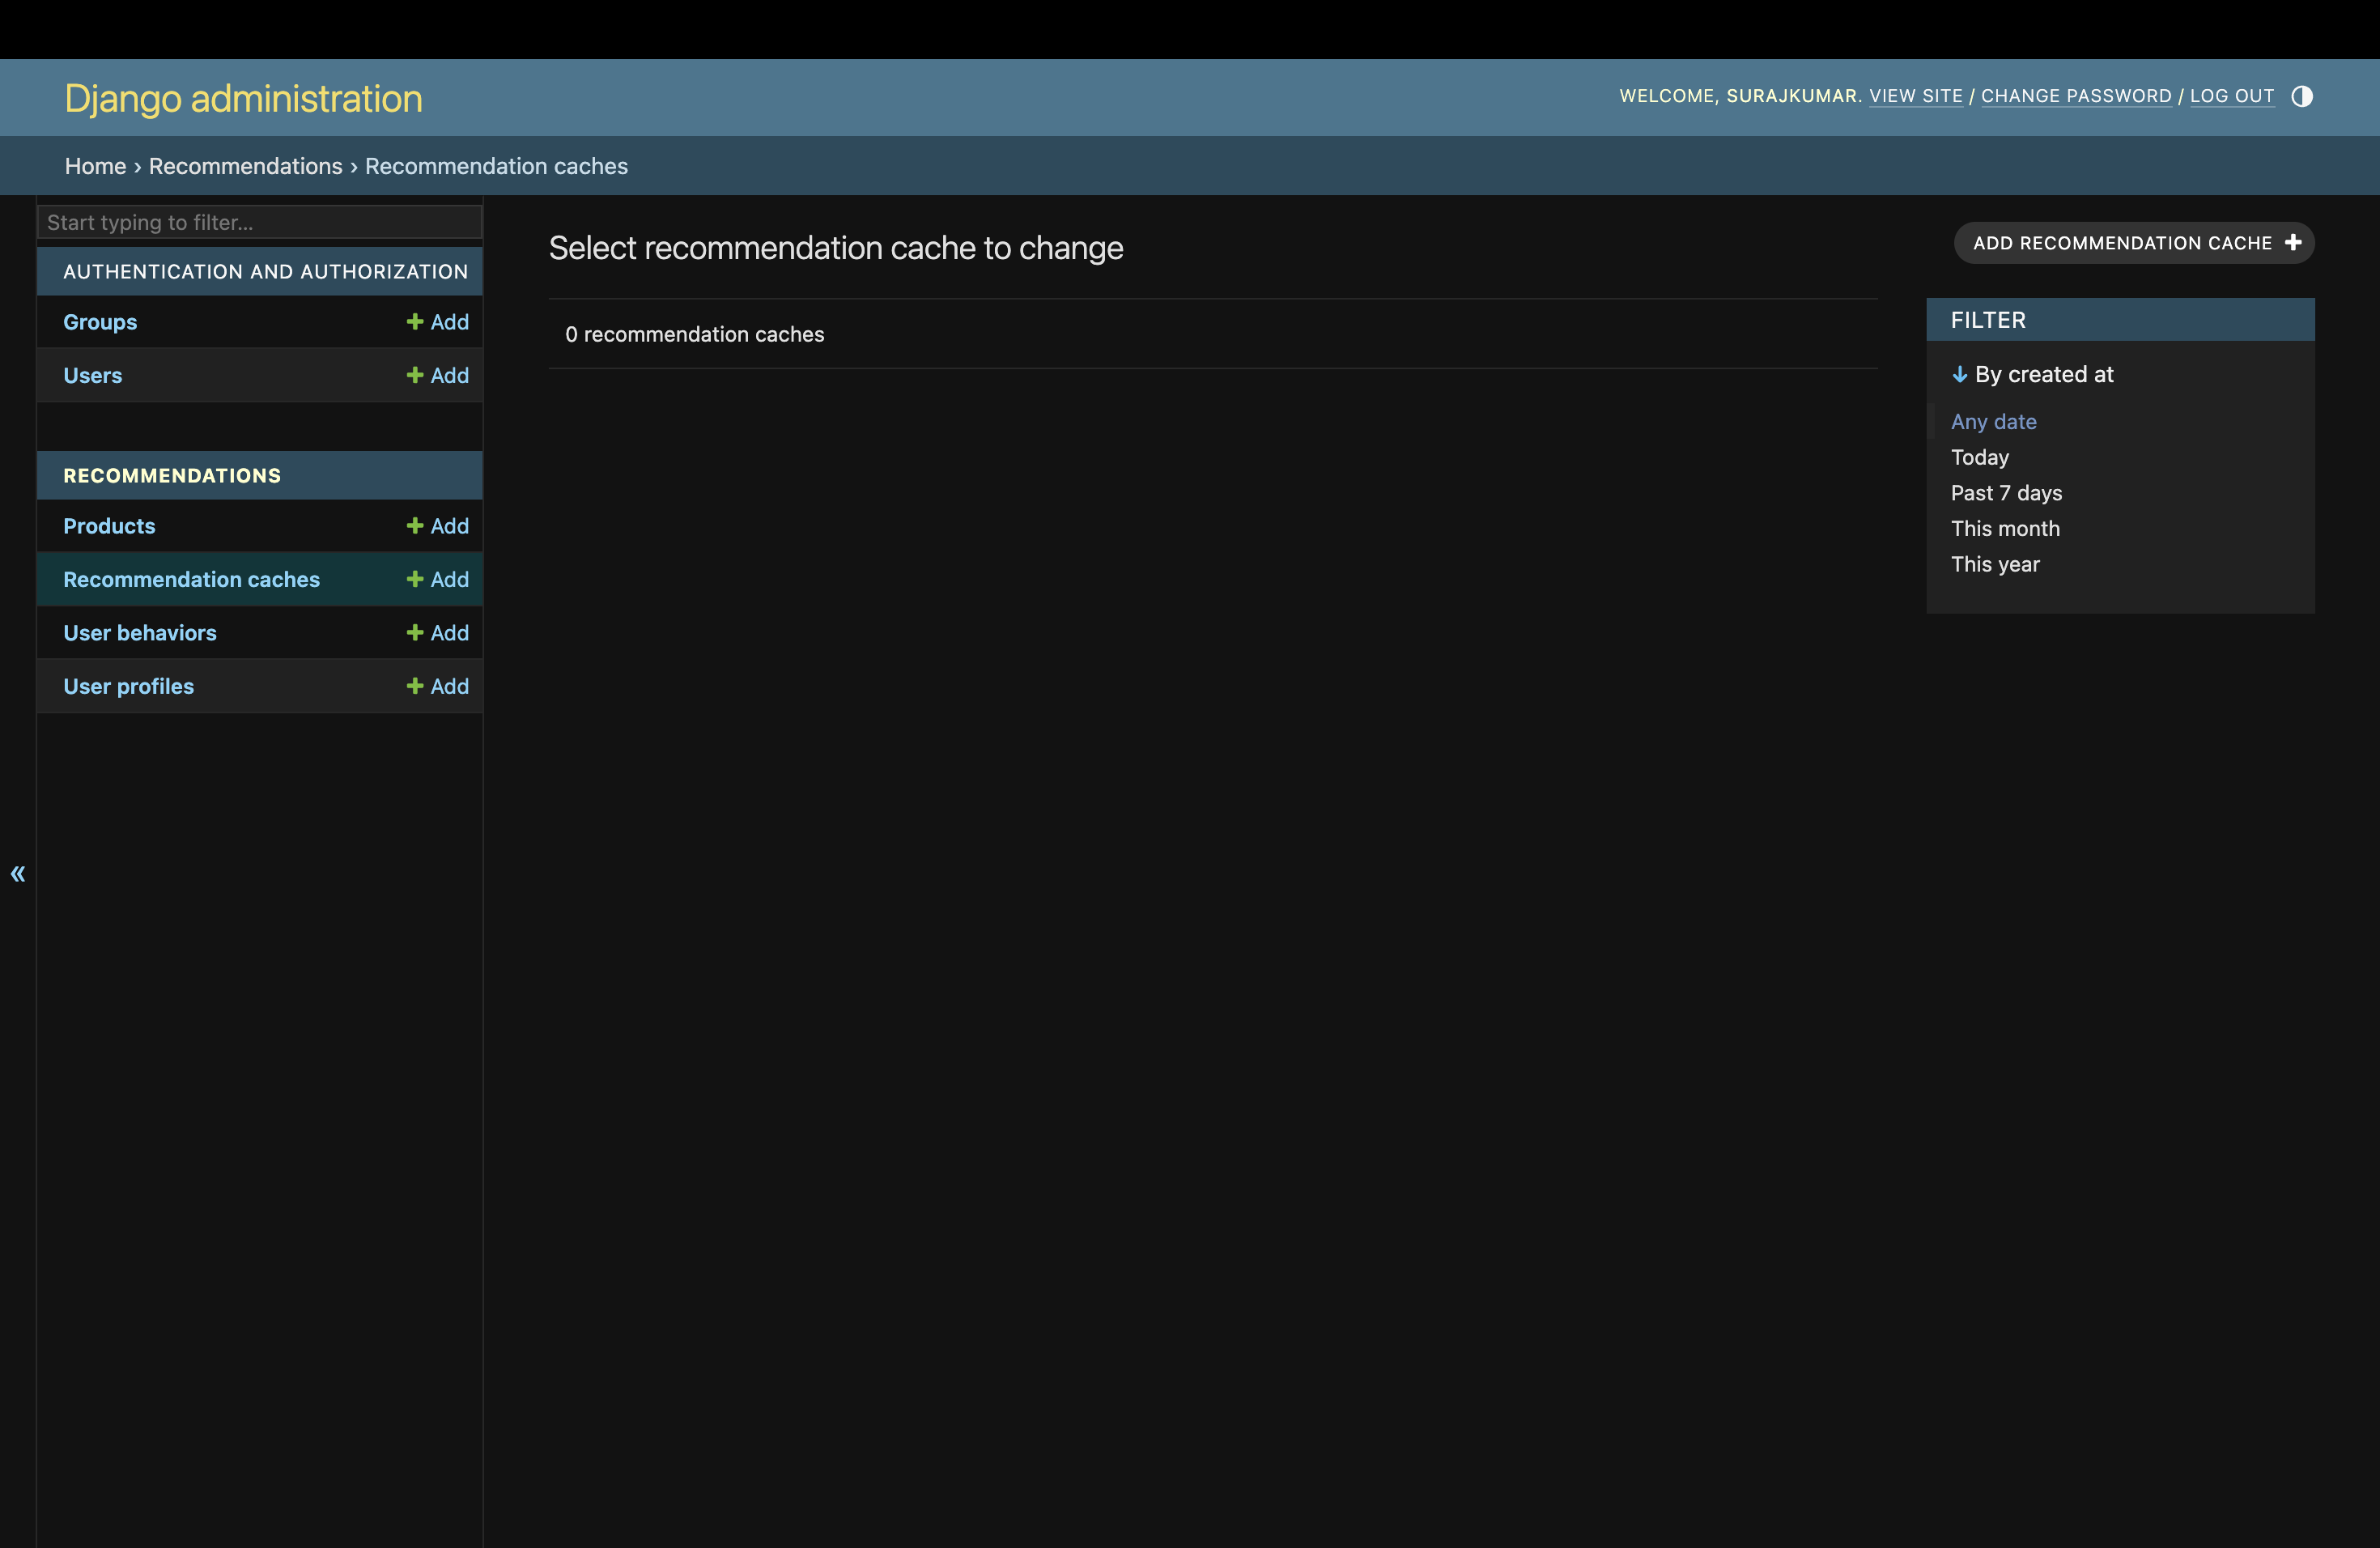 Django administration
WELCOME, SURAJKUMAR. VIEW SITE / CHANGE PASSWORD / LOG OUT
Home › Recommendations › Recommendation caches
Start typing to filter...
AUTHENTICATION AND AUTHORIZATION
Groups + Add
Users + Add
RECOMMENDATIONS
Products + Add
Recommendation caches + Add
User behaviors + Add
User profiles + Add
«
Select recommendation cache to change
ADD RECOMMENDATION CACHE +
0 recommendation caches
FILTER
↓ By created at
Any date
Today
Past 7 days
This month
This year